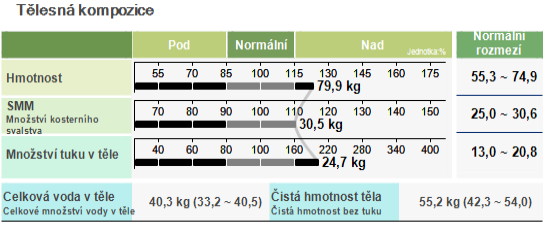 Tělesná kompozice
Pod Normální Nad Jednotka:% Normální rozmezí
Hmotnost 55 70 85 100 115 130 145 160 175 55,3 ~ 74,9
79,9 kg
SMM 70 80 90 100 110 120 130 140 150 25,0 ~ 30,6
Množství kosterního svalstva 30,5 kg
Množství tuku v těle 40 60 80 100 160 220 280 340 400 13,0 ~ 20,8
24,7 kg
Celková voda v těle 40,3 kg (33,2 ~ 40,5) Čistá hmotnost těla 55,2 kg (42,3 ~ 54,0)
Celkové množství vody v těle Čistá hmotnost bez tuku